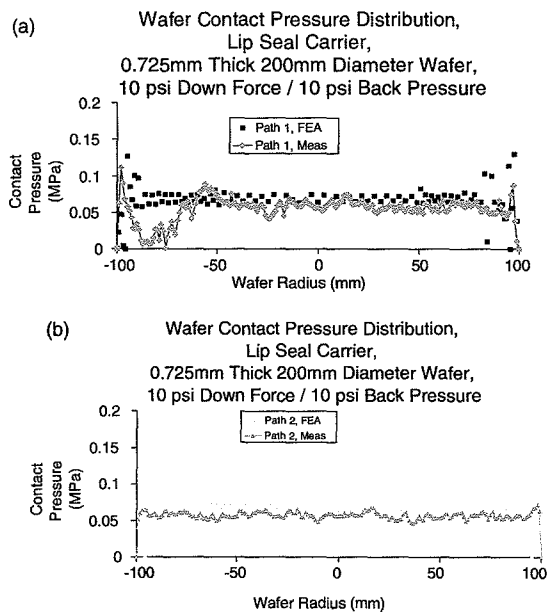 (a)
Wafer Contact Pressure Distribution,
Lip Seal Carrier,
0.725mm Thick 200mm Diameter Wafer,
10 psi Down Force / 10 psi Back Pressure
0.2
Path 1, FEA
Path 1, Meas
0.15
Contact
Pressure
(MPa)
0.1
0.05
0
-100
-50
0
50
100
Wafer Radius (mm)
(b)
Wafer Contact Pressure Distribution,
Lip Seal Carrier,
0.725mm Thick 200mm Diameter Wafer,
10 psi Down Force / 10 psi Back Pressure
0.2
Path 2, FEA
Path 2, Meas
0.15
Contact
Pressure
(MPa)
0.1
0.05
0
-100
-50
0
50
100
Wafer Radius (mm)